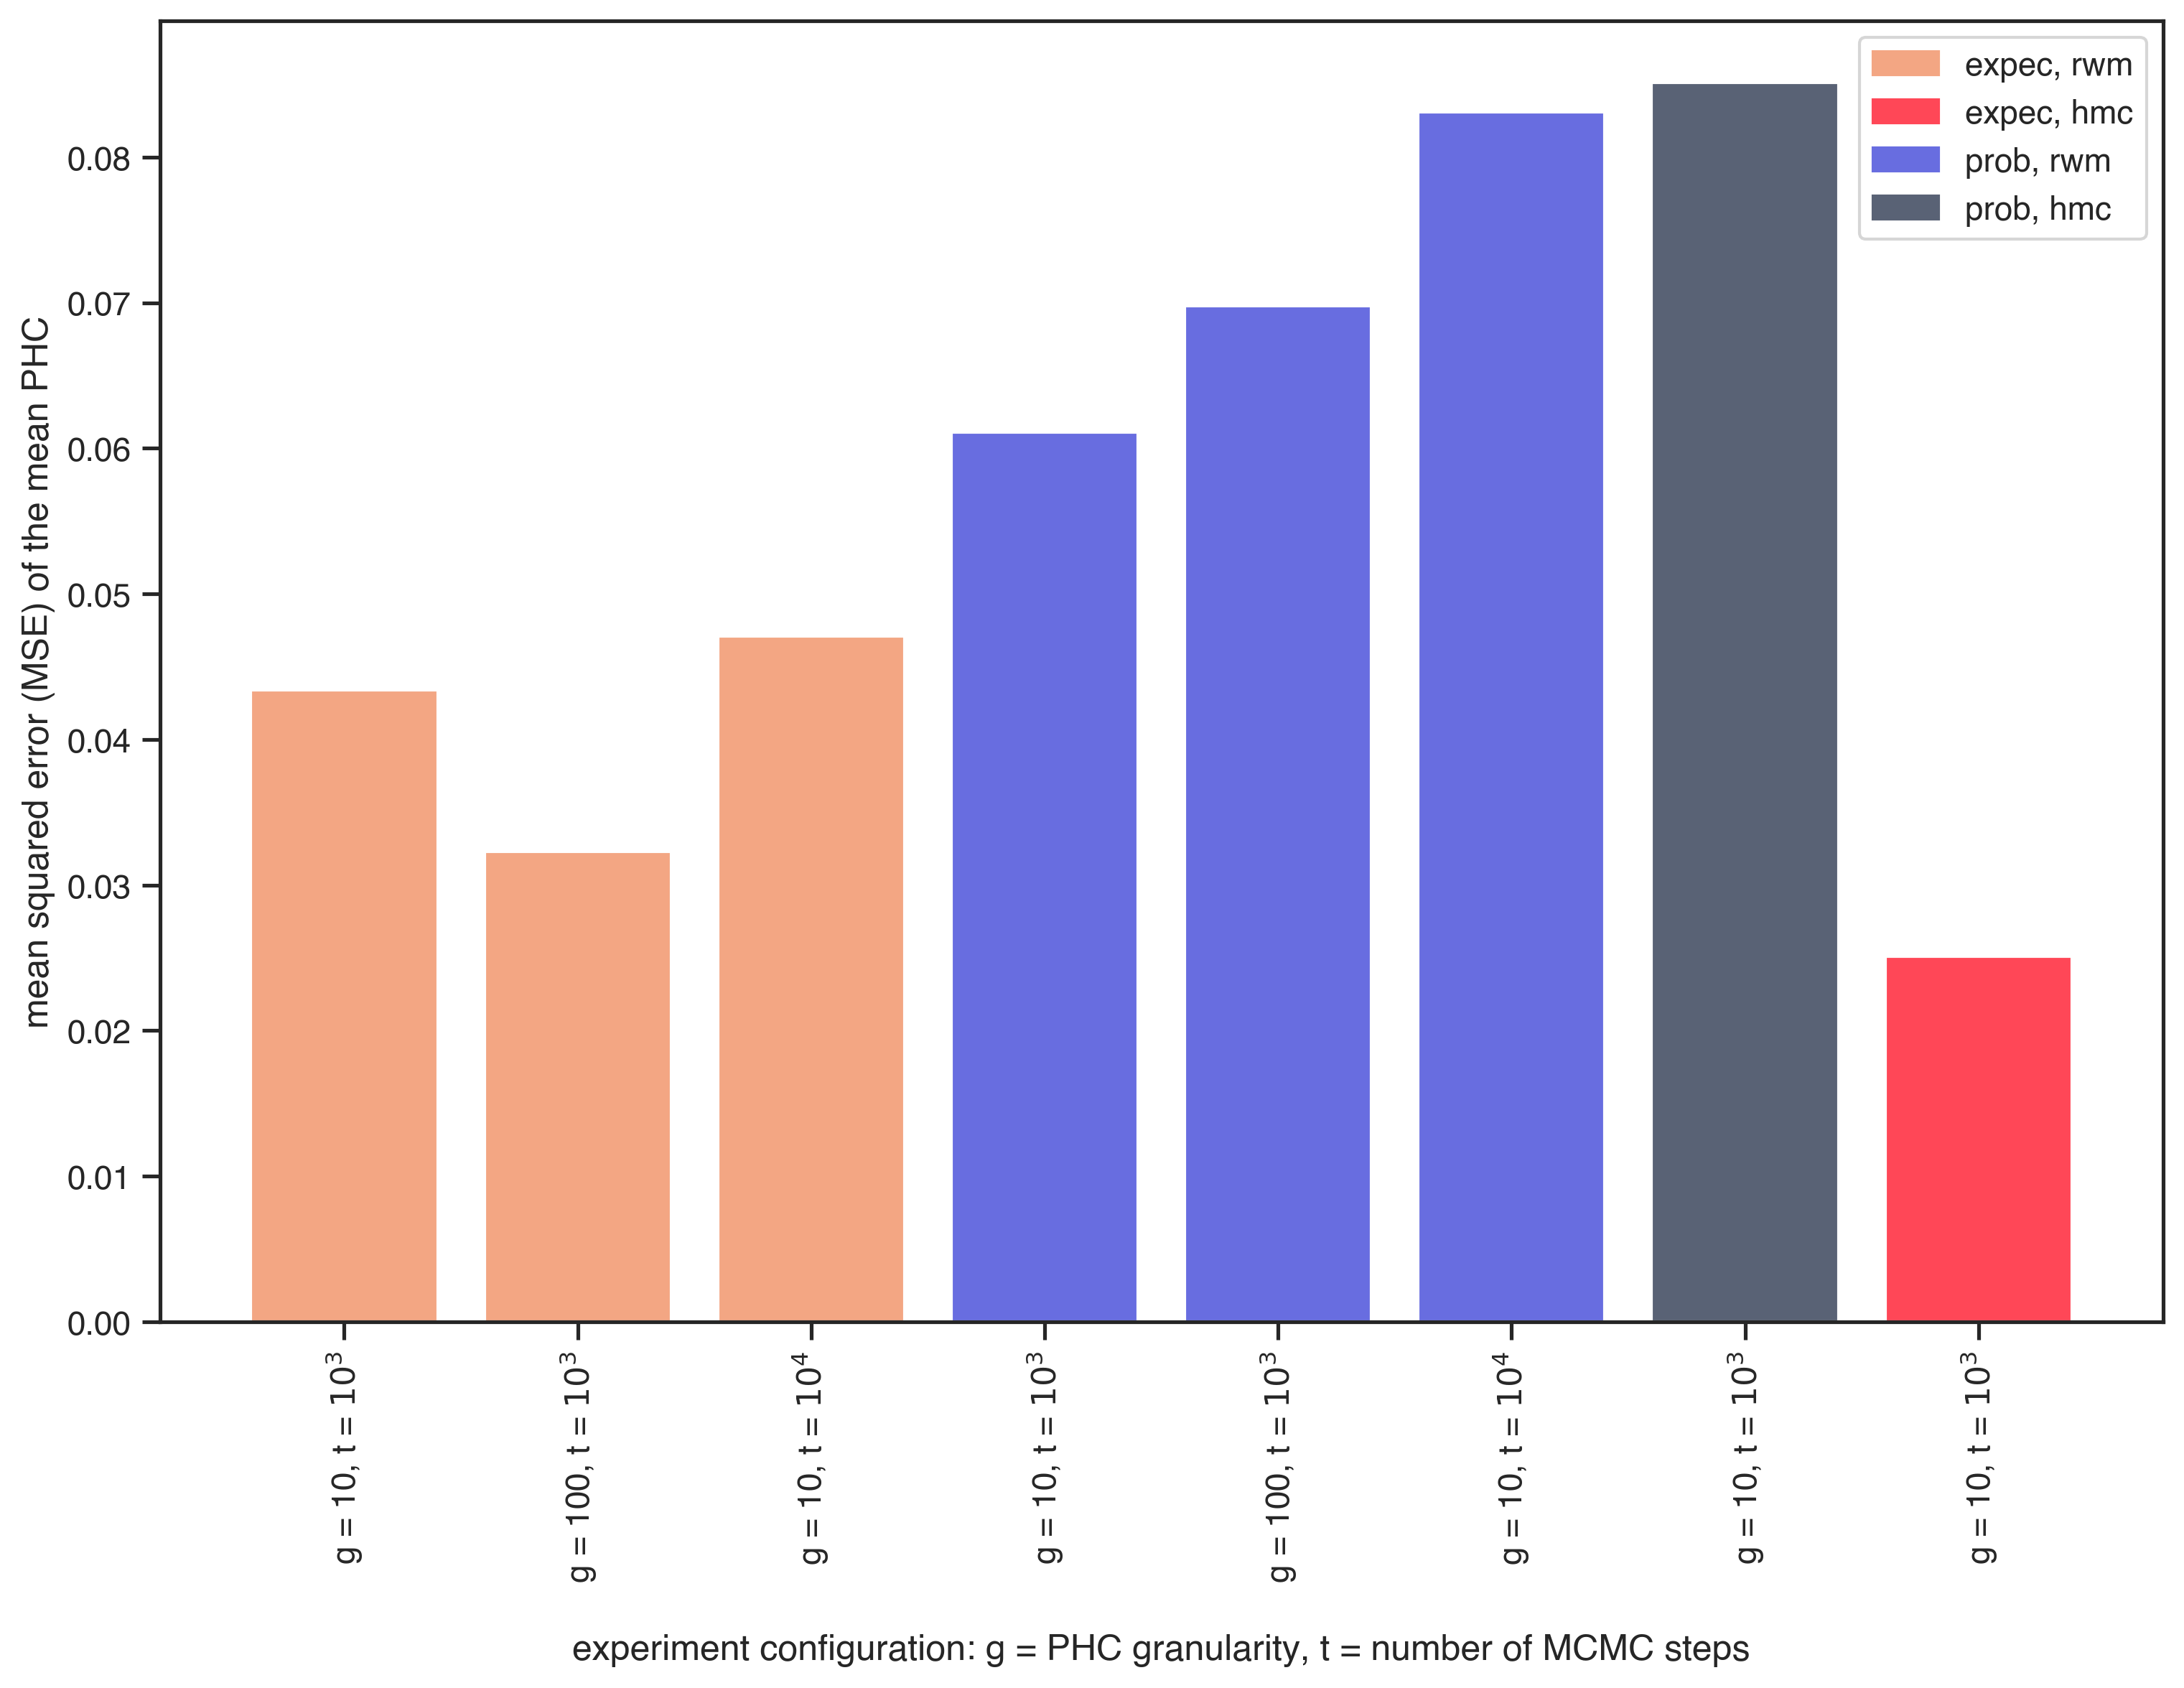 expec, rwm
expec, hmc
prob, rwm
prob, hmc
mean squared error (MSE) of the mean PHC
0.08
0.07
0.06
0.05
0.04
0.03
0.02
0.01
0.00
g = 10, t = 10³
g = 100, t = 10³
g = 10, t = 10⁴
g = 10, t = 10³
g = 100, t = 10³
g = 10, t = 10⁴
g = 10, t = 10³
g = 10, t = 10³
experiment configuration: g = PHC granularity, t = number of MCMC steps